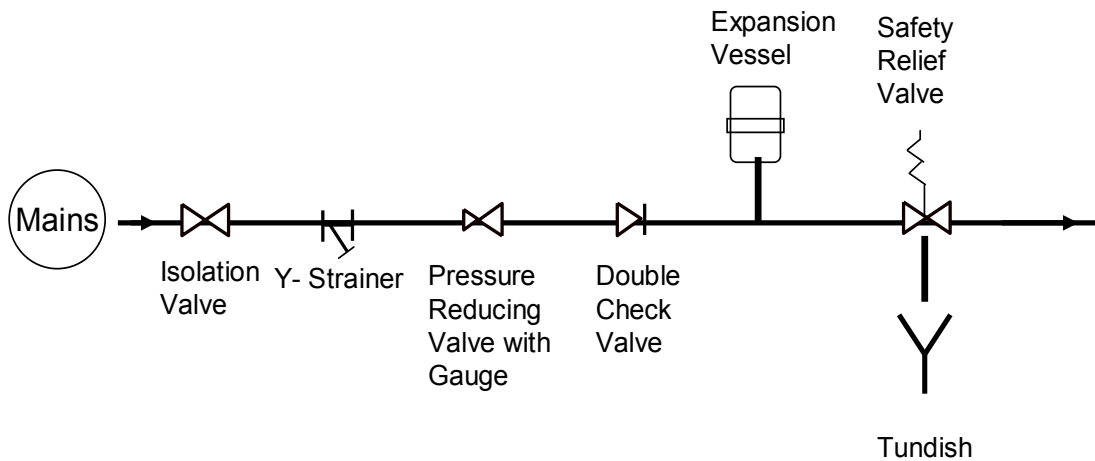 Expansion
Vessel
Safety
Relief
Valve
Mains
Isolation
Valve
Y- Strainer
Pressure
Reducing
Valve with
Gauge
Double
Check
Valve
Tundish